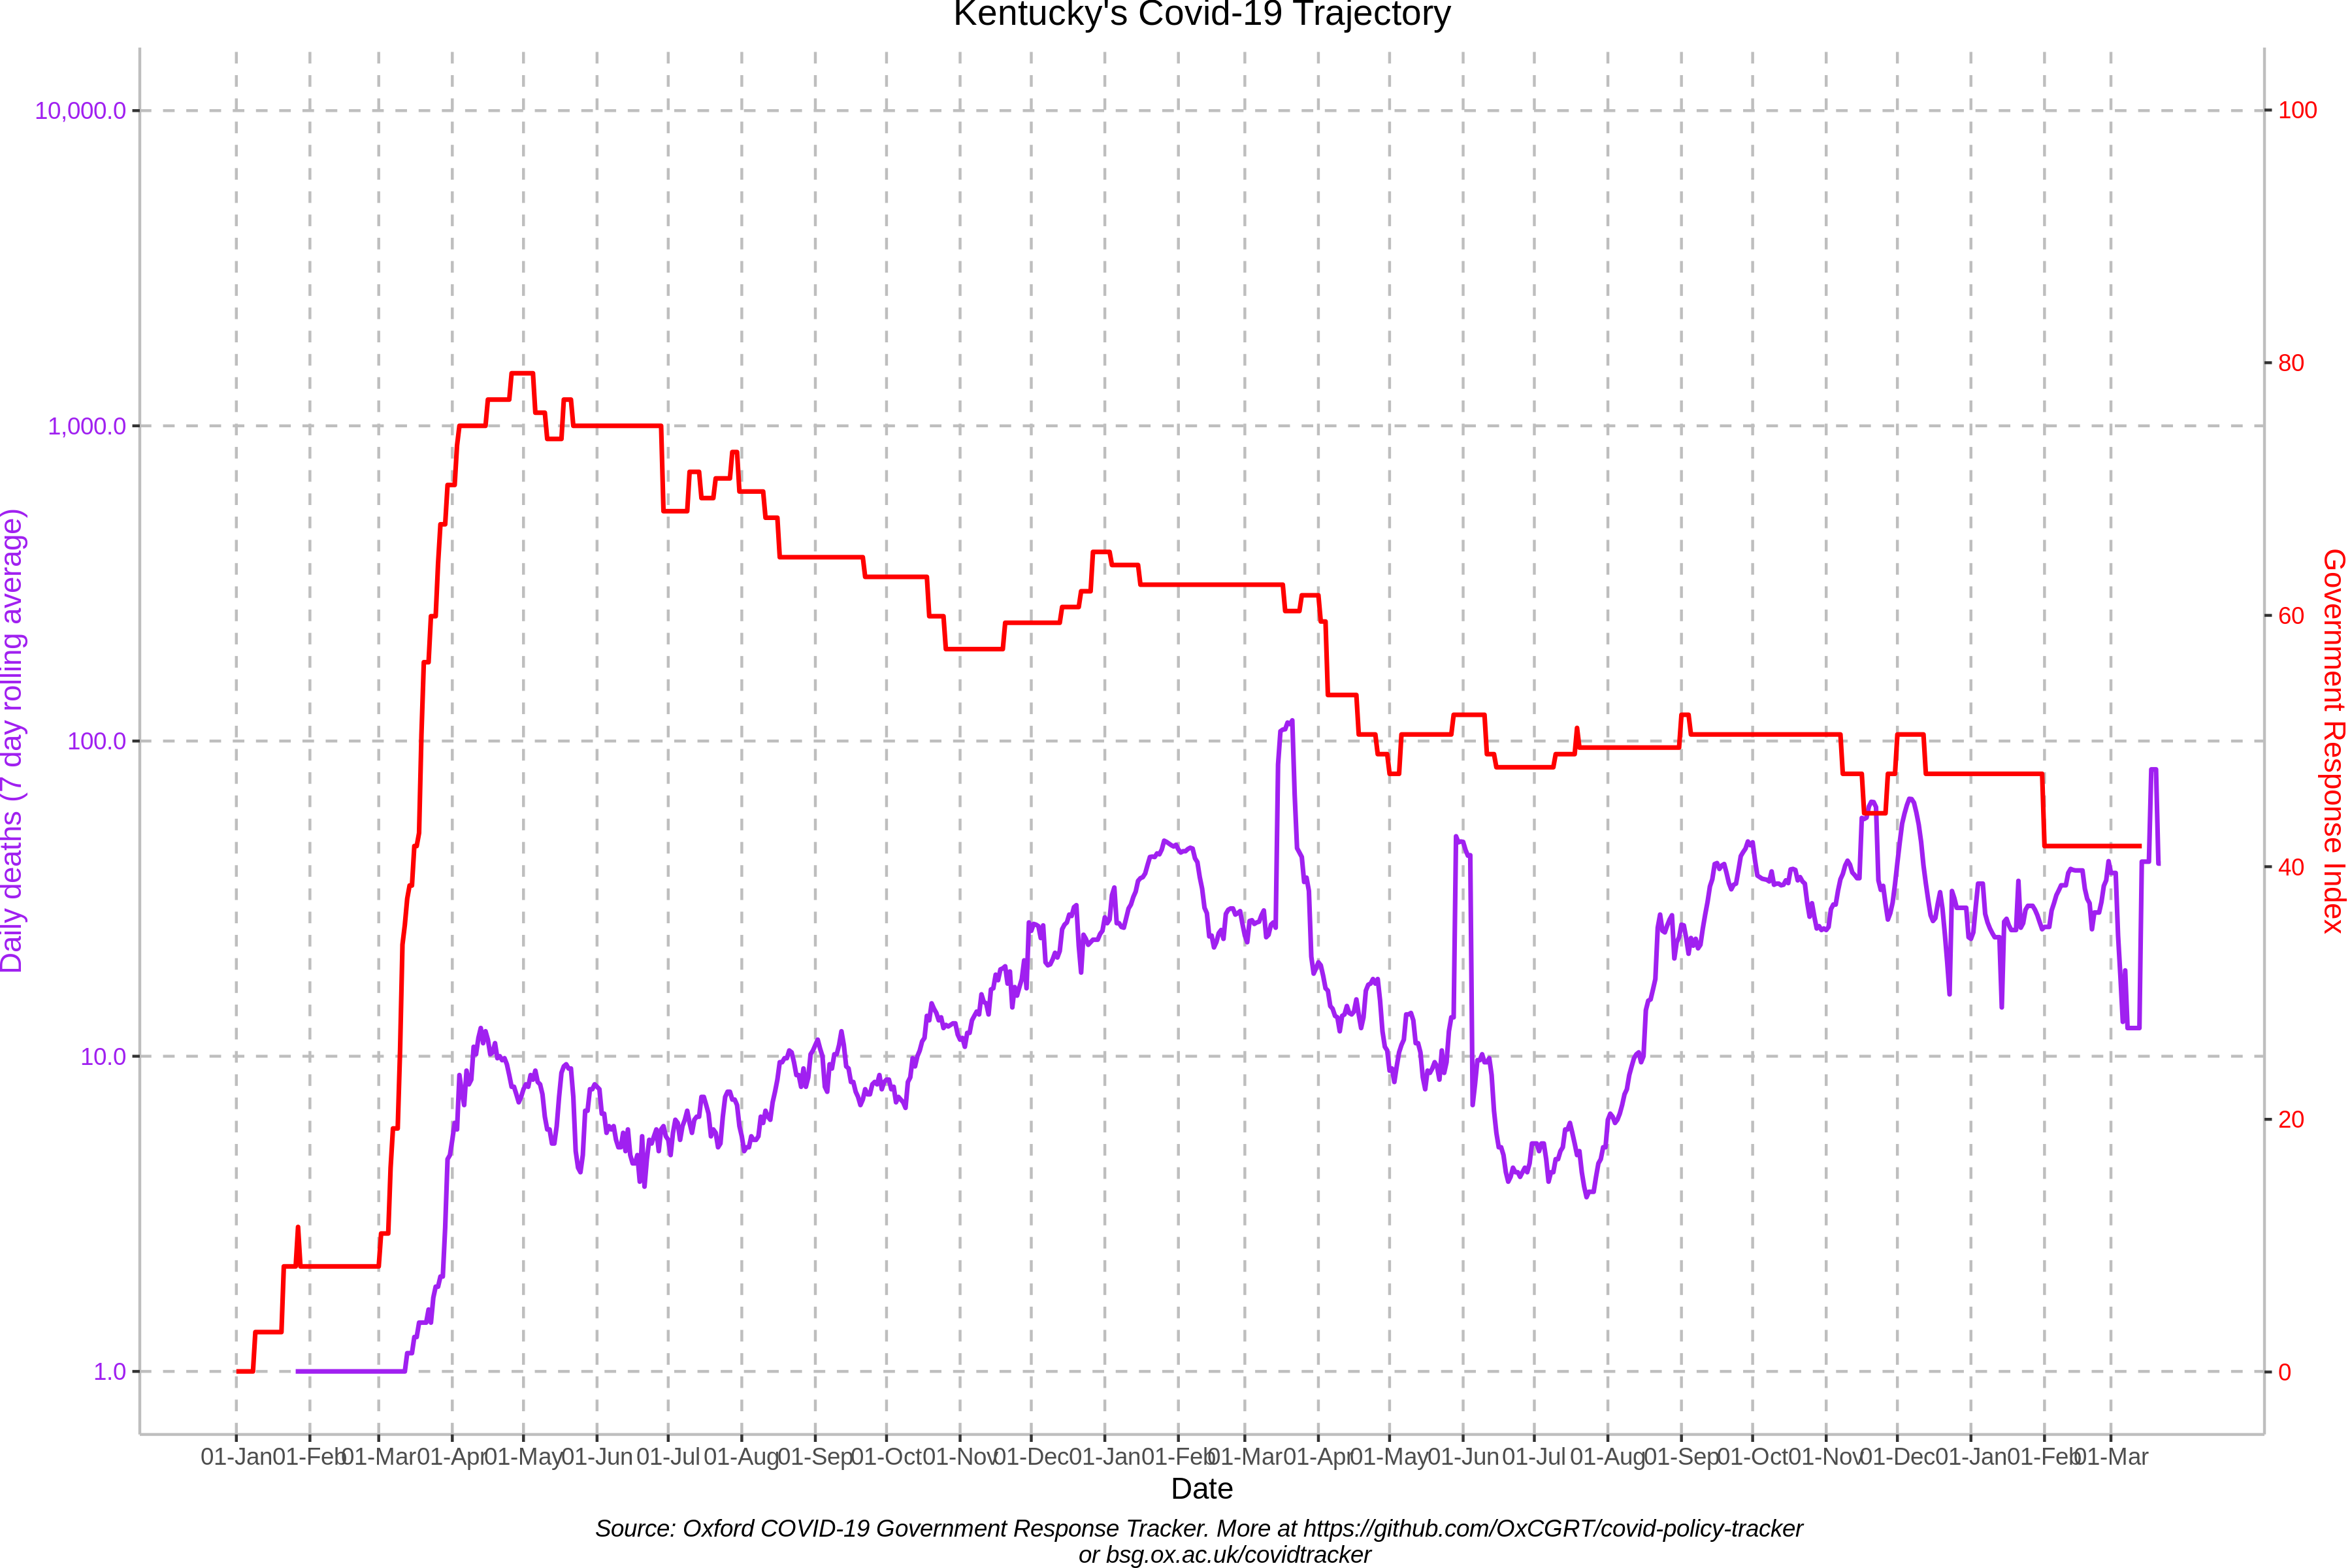 Kentucky's Covid-19 Trajectory
10,000.0
1,000.0
100.0
10.0
1.0
Daily deaths (7 day rolling average)
100
80
60
40
20
0
Government Response Index
01-Jan 01-Feb 01-Mar 01-Apr 01-May 01-Jun 01-Jul 01-Aug 01-Sep 01-Oct 01-Nov 01-Dec 01-Jan 01-Feb 01-Mar 01-Apr 01-May 01-Jun 01-Jul 01-Aug 01-Sep 01-Oct 01-Nov 01-Dec 01-Jan 01-Feb 01-Mar
Date
Source: Oxford COVID-19 Government Response Tracker. More at https://github.com/OxCGRT/covid-policy-tracker
or bsg.ox.ac.uk/covidtracker